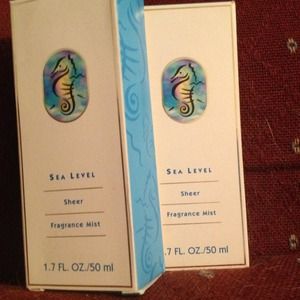 SEA LEVEL
Sheer
Fragrance Mist
1.7 FL. OZ./50 ml
SEA LEVEL
Sheer
Fragrance Mist
.7 FL. OZ./50 ml